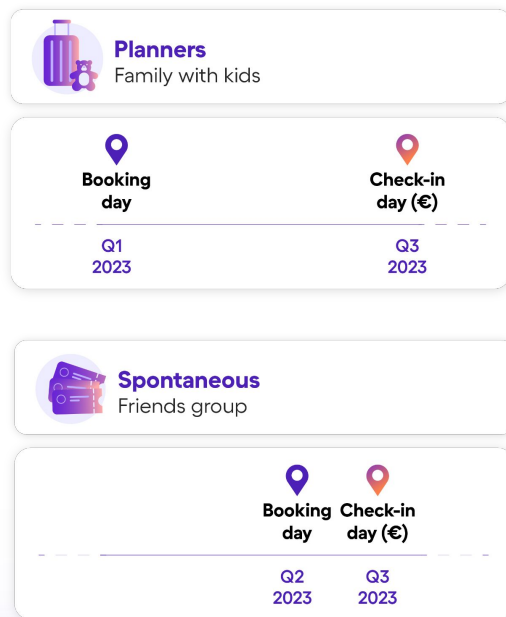 Planners
Family with kids
Booking day
Check-in day (€)
Q1 2023
Q3 2023
Spontaneous
Friends group
Booking day
Check-in day (€)
Q2 2023
Q3 2023